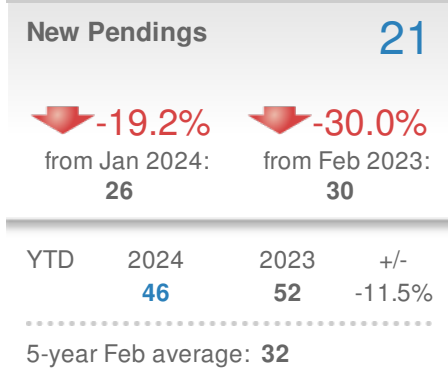 New Pendings 21
-19.2% -30.0%
from Jan 2024: from Feb 2023:
26 30
YTD 2024 2023 +/-
46 52 -11.5%
5-year Feb average: 32